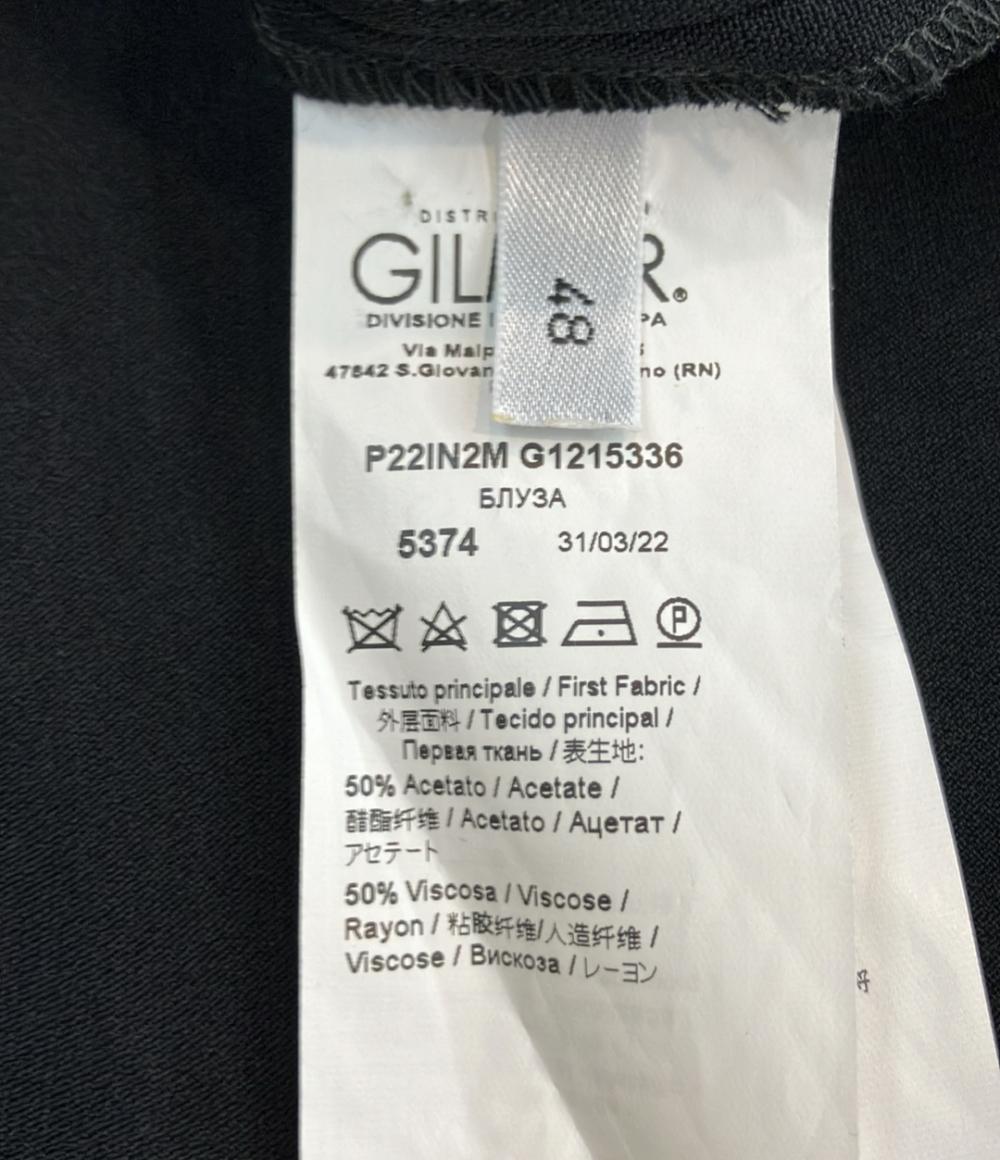 DISTR
GIL R®
DIVISIONE PA
Via Malp
47842 S.Giovan no (RN)
48
P22IN2M G1215336
БЛУЗА
5374 31/03/22
P
Tessuto principale / First Fabric /
外层面料 / Tecido principal /
Первая ткань / 表生地:
50% Acetato / Acetate /
醋酯纤维 / Acetato / Ацетат /
アセテート
50% Viscosa / Viscose /
Rayon / 粘胶纤维/人造纤维 /
Viscose / Вискоза / レーヨン